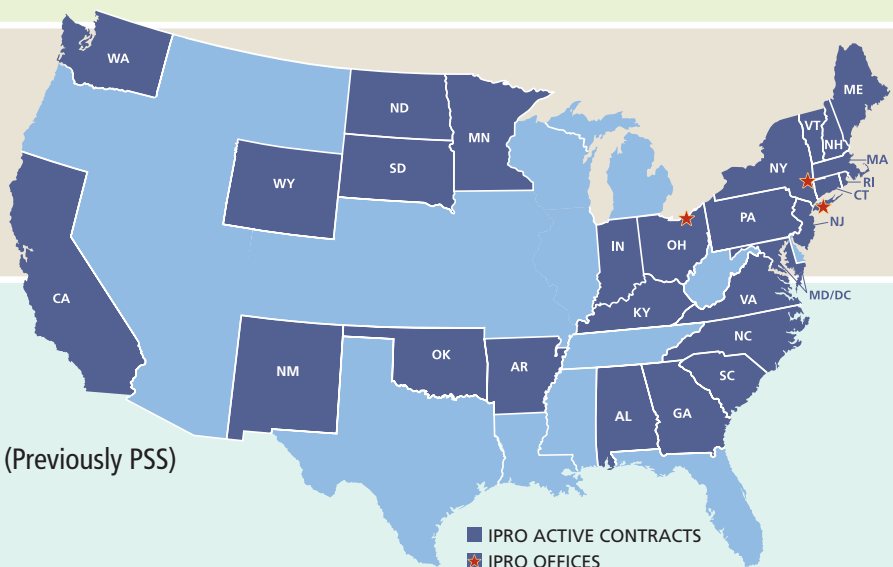 WA
ND
MN
ME
VT
NH
MA
NY
RI
CT
WY
SD
PA
NJ
IN
OH
MD/DC
CA
KY
VA
NC
OK
AR
NM
SC
AL
GA
(Previously PSS)
IPRO ACTIVE CONTRACTS
IPRO OFFICES